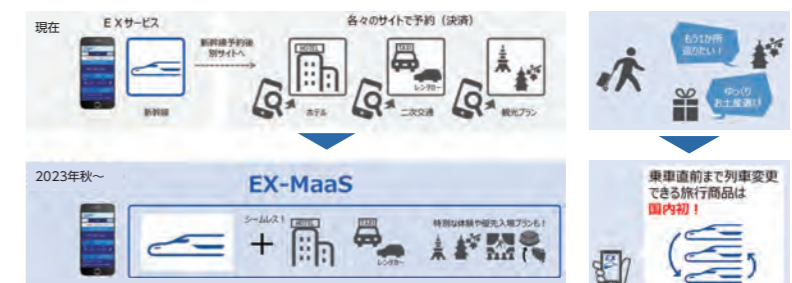 現在
EXサービス
新幹線予約後
別サイトへ
新幹線
各々のサイトで予約（決済）
HOTEL
ホテル
TAXI
レンタカー
二次交通
観光プラン
2023年秋～
EX-MaaS
シームレス！
+
HOTEL
TAXI
レンタカー
特別な体験や優先入場プランも！
もう1か所
巡りたい！
ゆっくり
お土産選び
乗車直前まで列車変更
できる旅行商品は
国内初！